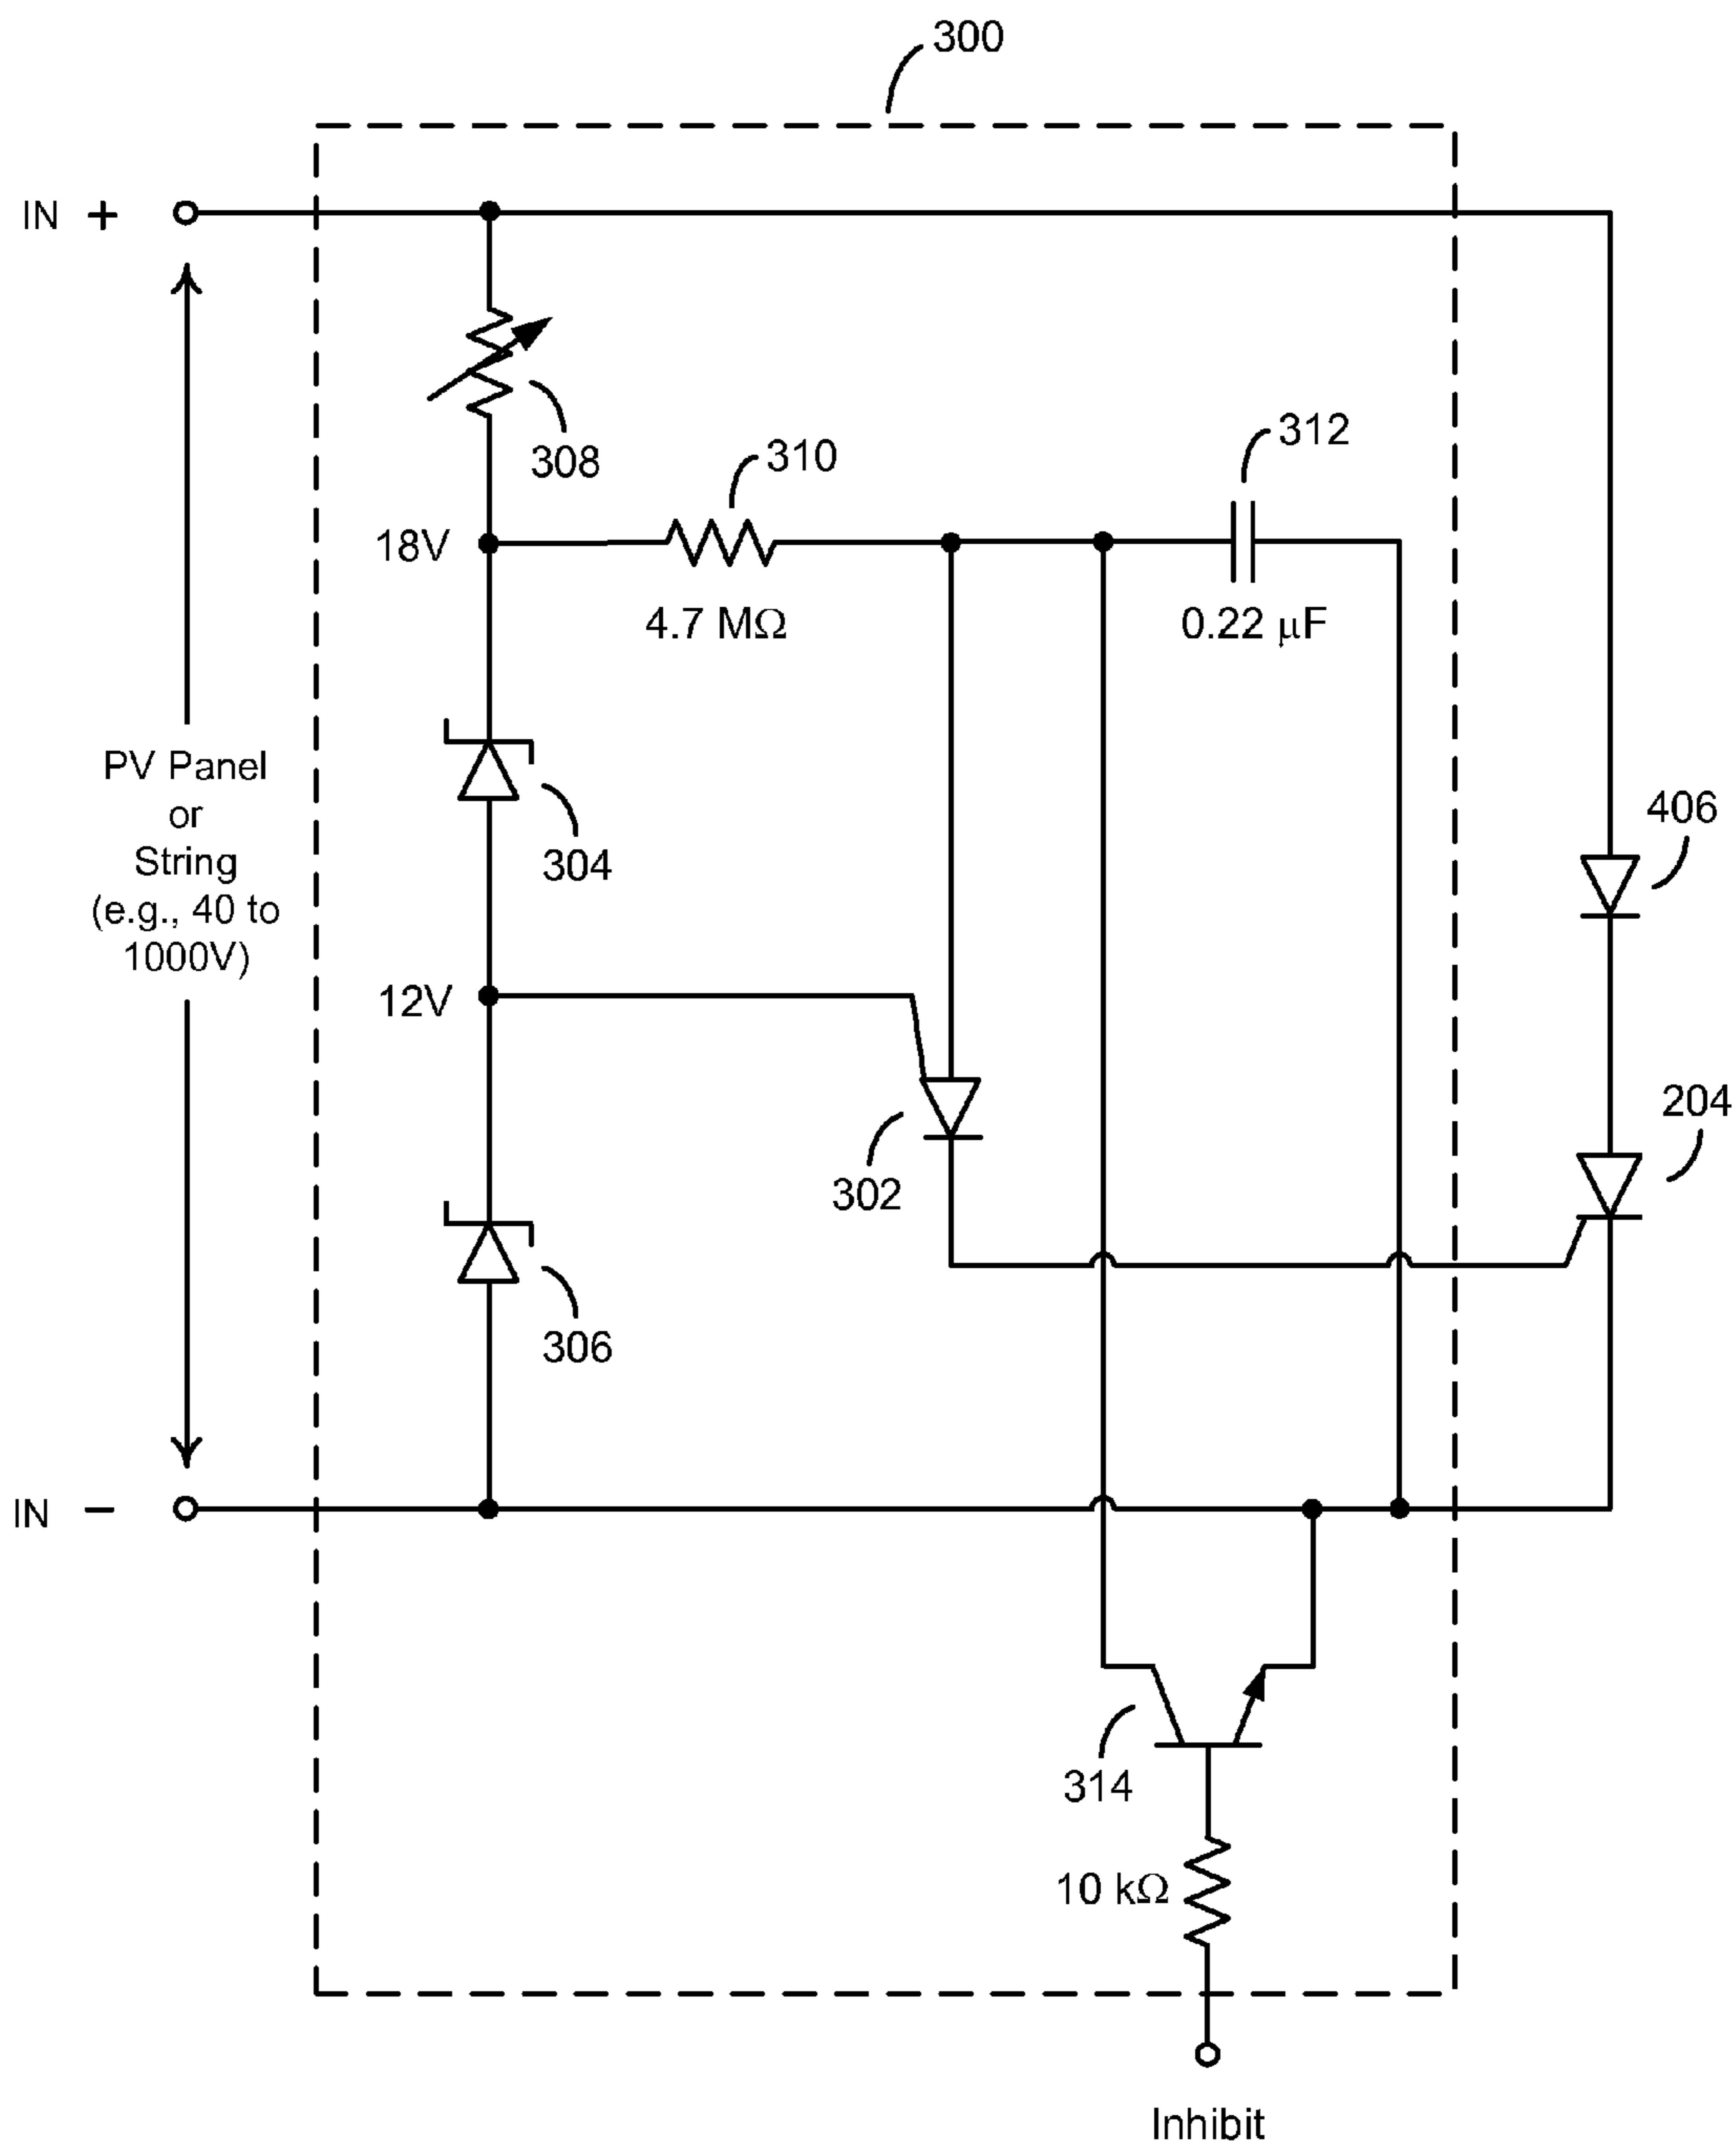 300
IN +
308
310
312
18V
4.7 MΩ
0.22 µF
PV Panel
or
String
(e.g., 40 to
1000V)
304
406
12V
302
204
306
IN −
314
10 kΩ
Inhibit